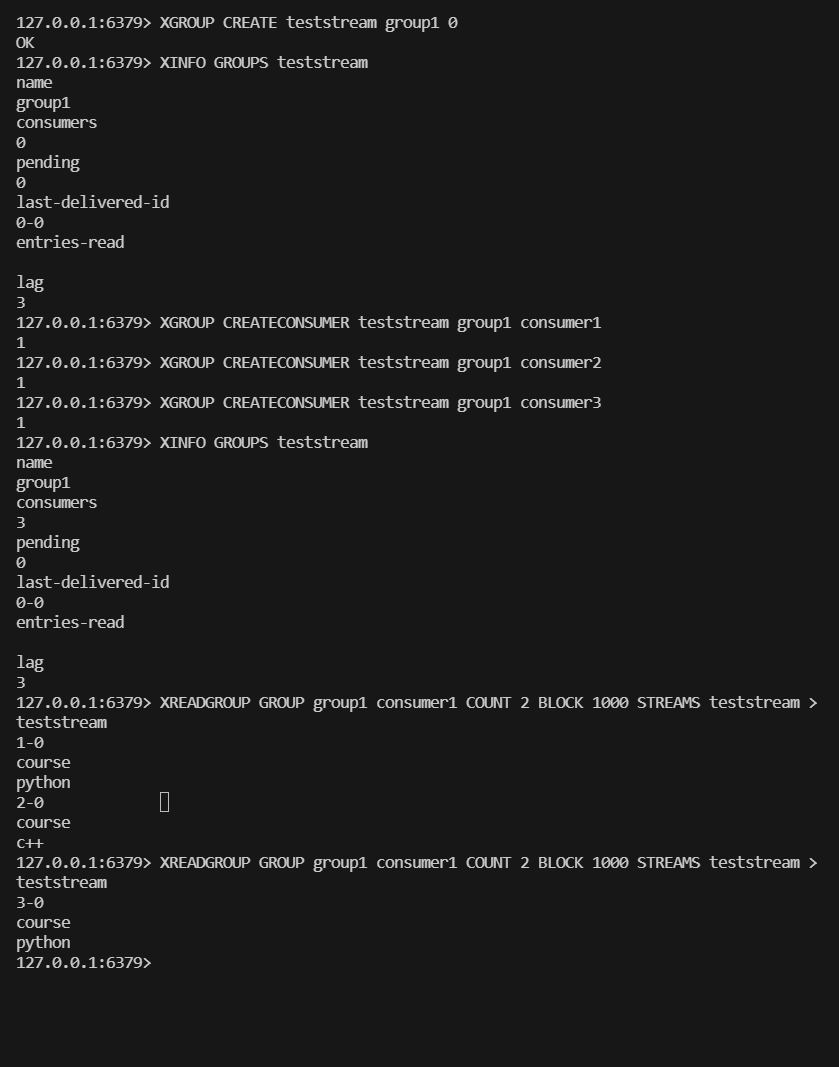 127.0.0.1:6379> XGROUP CREATE teststream group1 0
OK
127.0.0.1:6379> XINFO GROUPS teststream
name
group1
consumers
0
pending
0
last-delivered-id
0-0
entries-read

lag
3
127.0.0.1:6379> XGROUP CREATECONSUMER teststream group1 consumer1
1
127.0.0.1:6379> XGROUP CREATECONSUMER teststream group1 consumer2
1
127.0.0.1:6379> XGROUP CREATECONSUMER teststream group1 consumer3
1
127.0.0.1:6379> XINFO GROUPS teststream
name
group1
consumers
3
pending
0
last-delivered-id
0-0
entries-read

lag
3
127.0.0.1:6379> XREADGROUP GROUP group1 consumer1 COUNT 2 BLOCK 1000 STREAMS teststream >
teststream
1-0
course
python
2-0
course
c++
127.0.0.1:6379> XREADGROUP GROUP group1 consumer1 COUNT 2 BLOCK 1000 STREAMS teststream >
teststream
3-0
course
python
127.0.0.1:6379>